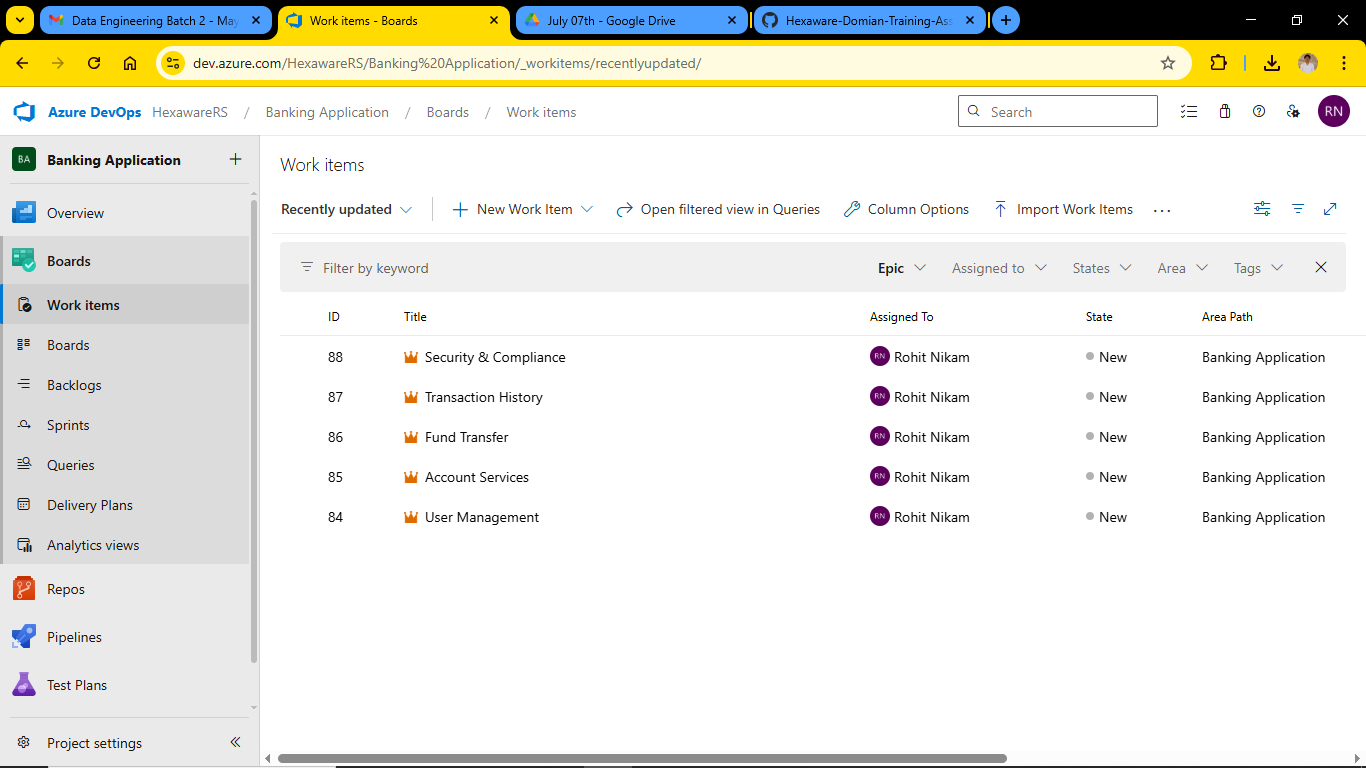 Data Engineering Batch 2 - May
Work items - Boards
July 07th - Google Drive
Hexaware-Domian-Training-Ass
dev.azure.com/HexawareRS/Banking%20Application/_workitems/recentlyupdated/
Azure DevOps HexawareRS / Banking Application / Boards / Work items
Search
RN
BA Banking Application
Overview
Boards
Work items
Boards
Backlogs
Sprints
Queries
Delivery Plans
Analytics views
Repos
Pipelines
Test Plans
Project settings
Work items
Recently updated New Work Item Open filtered view in Queries Column Options Import Work Items ...
Filter by keyword Epic Assigned to States Area Tags
ID Title Assigned To State Area Path
88 Security & Compliance RN Rohit Nikam New Banking Application
87 Transaction History RN Rohit Nikam New Banking Application
86 Fund Transfer RN Rohit Nikam New Banking Application
85 Account Services RN Rohit Nikam New Banking Application
84 User Management RN Rohit Nikam New Banking Application